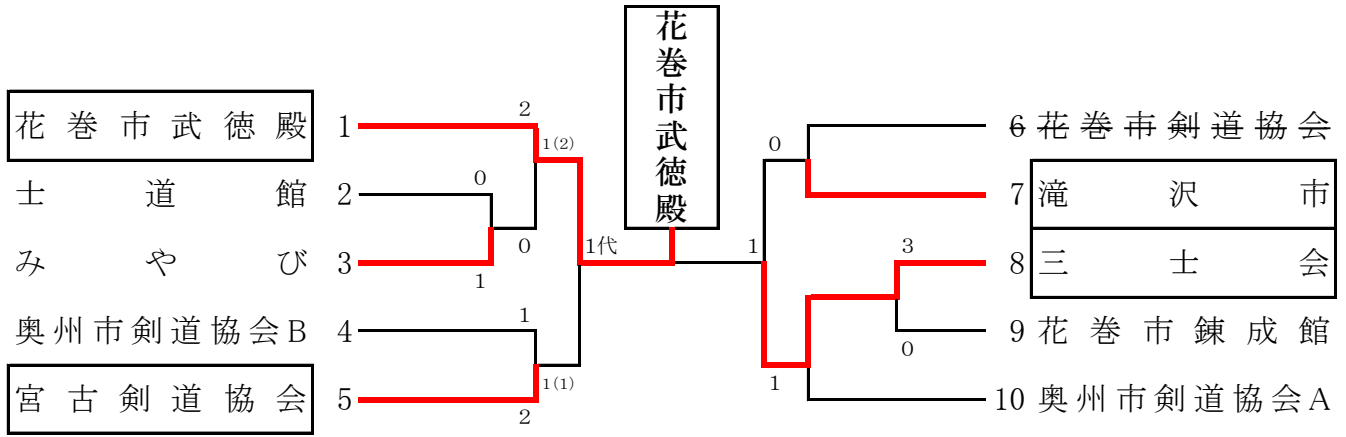 花巻市武徳殿
花巻市武徳殿 1
士道館 2
みやび 3
奥州市剣道協会B 4
宮古剣道協会 5
2
1(2)
0
0
1
1代
1
1(1)
2
6 花巻市剣道協会
7 滝沢市
8 三士会
9 花巻市錬成館
10 奥州市剣道協会A
0
1
3
0
1